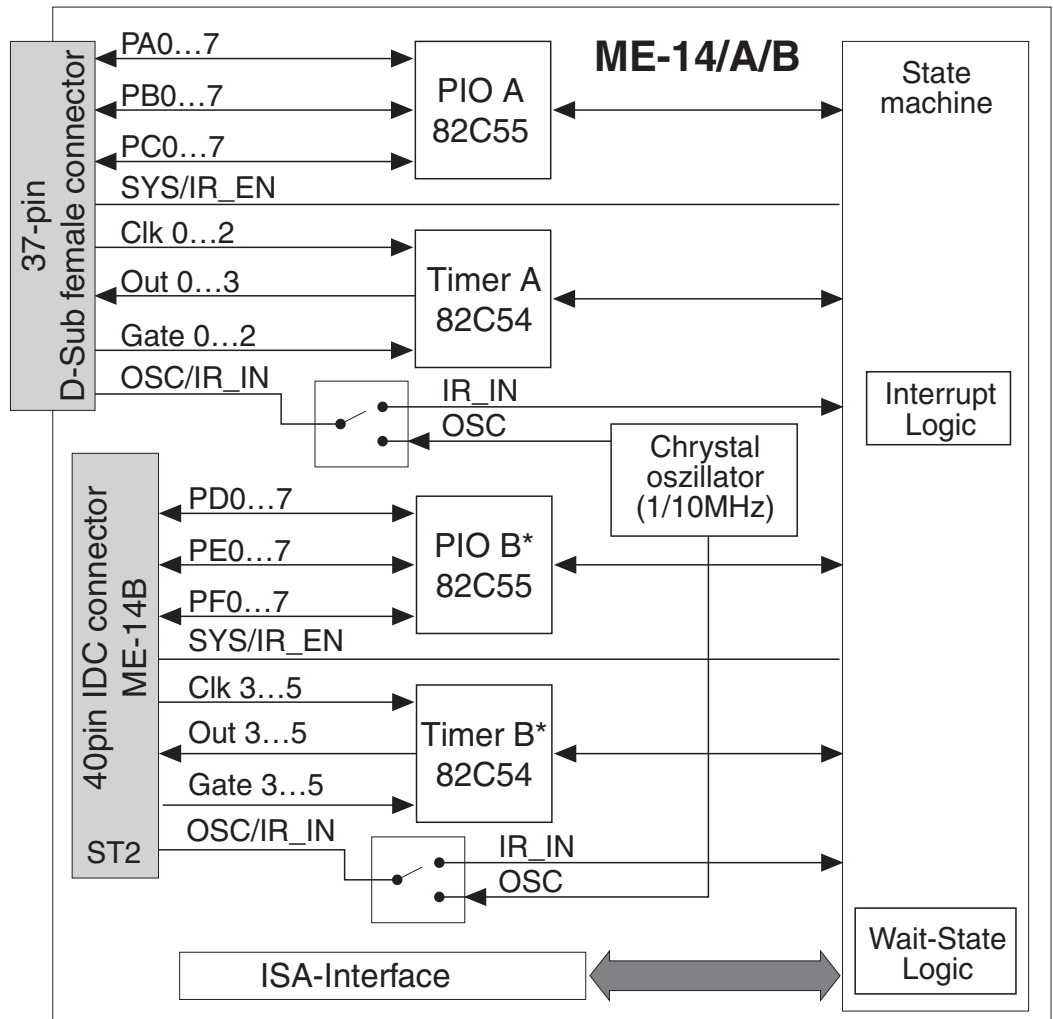 ME-14/A/B
37-pin
D-Sub female connector
PA0…7
PB0…7
PC0…7
SYS/IR_EN
Clk 0…2
Out 0…3
Gate 0…2
OSC/IR_IN
PIO A
82C55
Timer A
82C54
IR_IN
OSC
State
machine
Interrupt
Logic
Chrystal
oszillator
(1/10MHz)
40pin IDC connector
ME-14B
ST2
PD0…7
PE0…7
PF0…7
SYS/IR_EN
Clk 3…5
Out 3…5
Gate 3…5
OSC/IR_IN
PIO B*
82C55
Timer B*
82C54
IR_IN
OSC
Wait-State
Logic
ISA-Interface